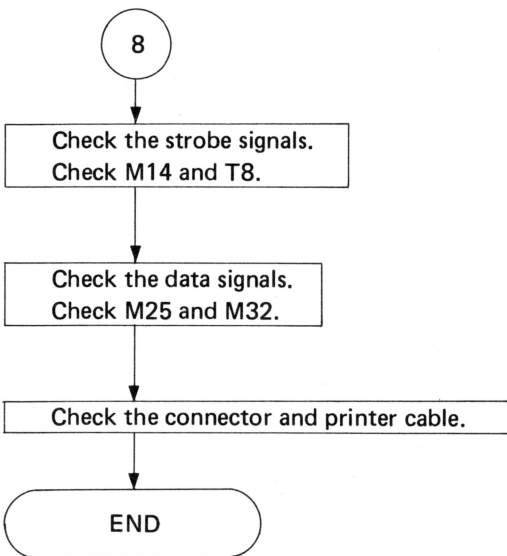 8
Check the strobe signals.
Check M14 and T8.
Check the data signals.
Check M25 and M32.
Check the connector and printer cable.
END